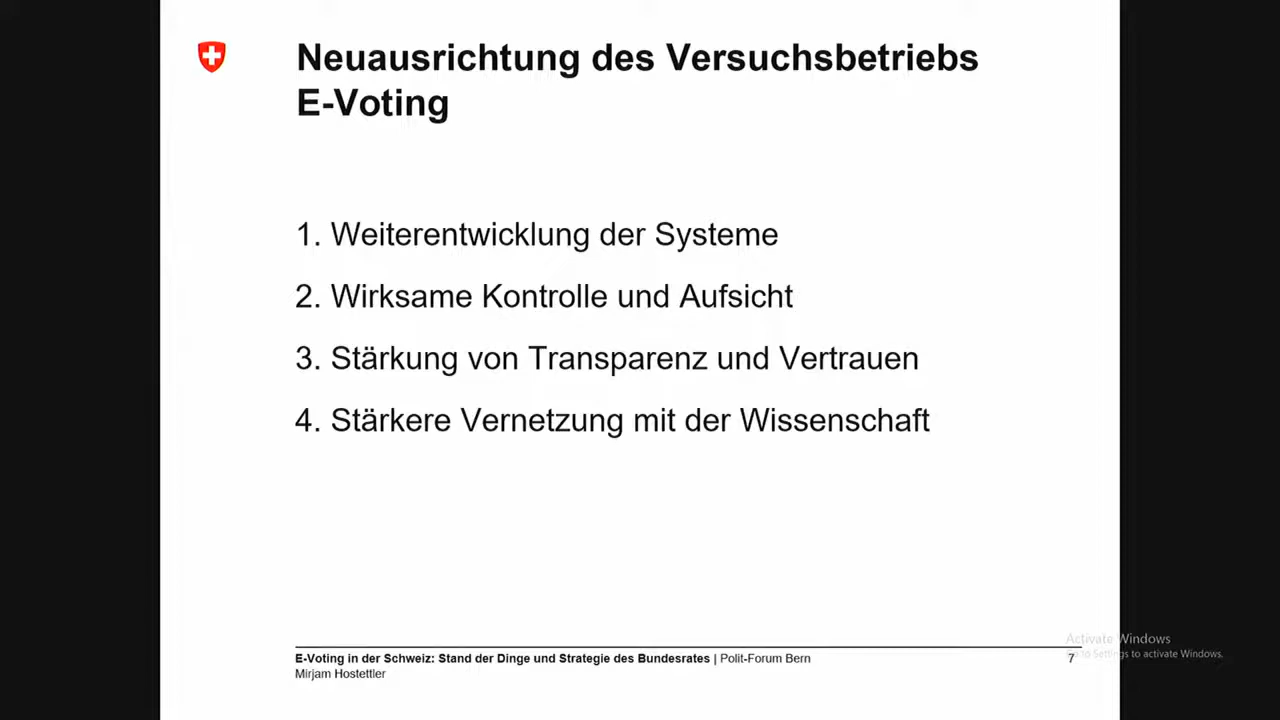 Neuausrichtung des Versuchsbetriebs
E-Voting
1. Weiterentwicklung der Systeme
2. Wirksame Kontrolle und Aufsicht
3. Stärkung von Transparenz und Vertrauen
4. Stärkere Vernetzung mit der Wissenschaft
Activate Windows
Go to Settings to activate Windows.
E-Voting in der Schweiz: Stand der Dinge und Strategie des Bundesrates | Polit-Forum Bern
7
Mirjam Hostettler